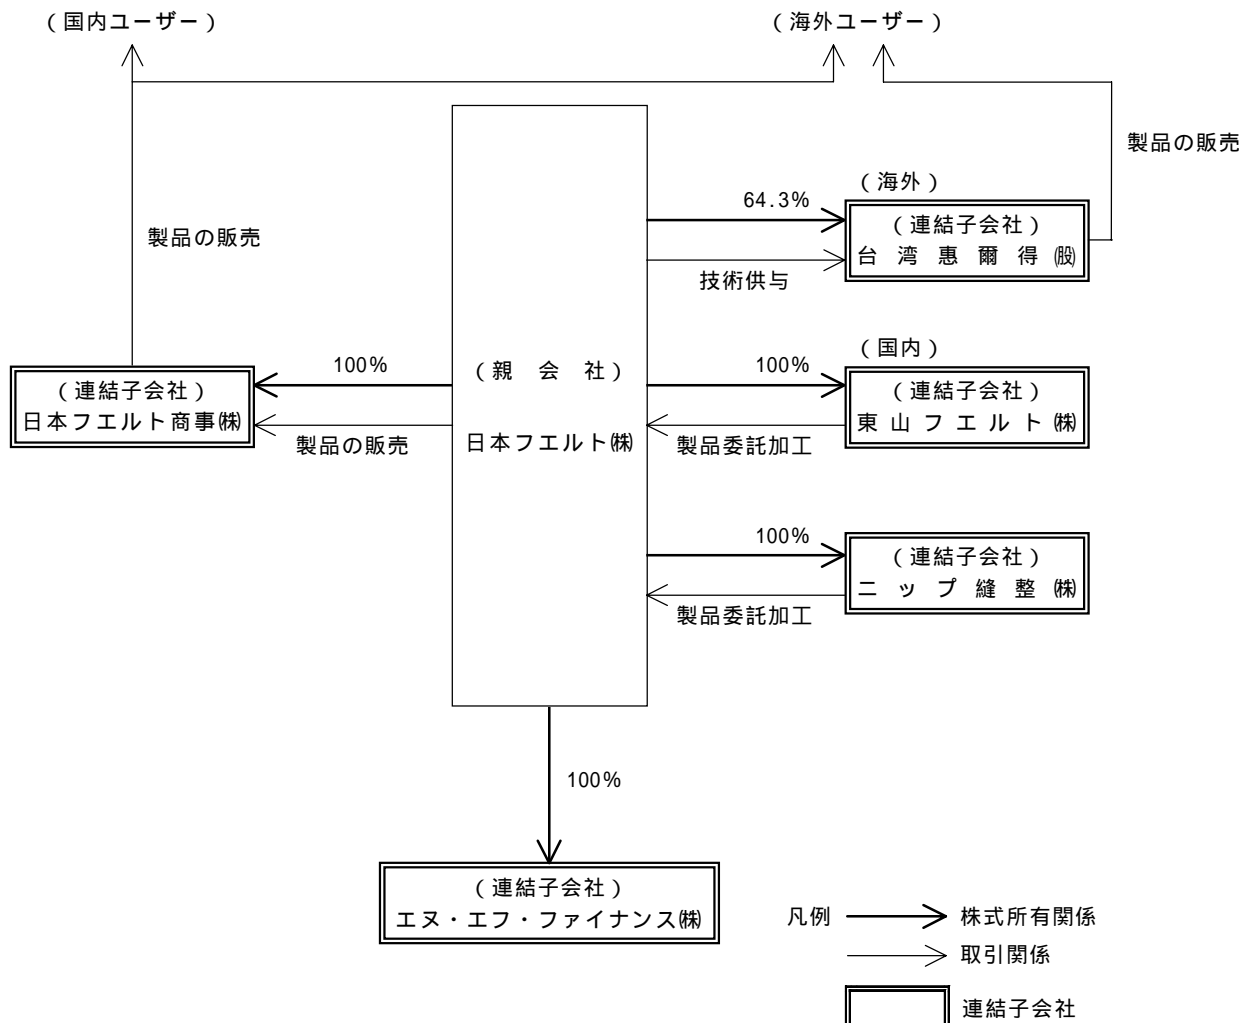 （国内ユーザー）
（海外ユーザー）
製品の販売
（海外）
64.3%
（連結子会社）
台湾惠爾得㈲
製品の販売
技術供与
（国内）
100%
（親会社）
100%
（連結子会社）
日本フエルト商事㈱
（連結子会社）
東山フエルト㈱
製品の販売
日本フエルト㈱
製品委託加工
100%
（連結子会社）
ニップ縫整㈱
製品委託加工
100%
（連結子会社）
エヌ・エフ・ファイナンス㈱
凡例
株式所有関係
取引関係
連結子会社